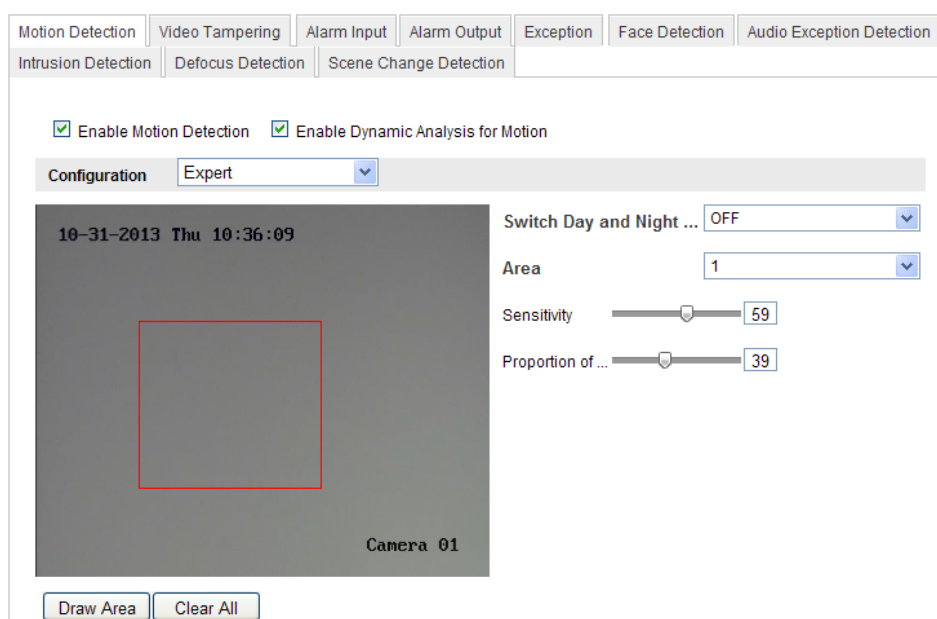 Motion Detection Video Tampering Alarm Input Alarm Output Exception Face Detection Audio Exception Detection
Intrusion Detection Defocus Detection Scene Change Detection
Enable Motion Detection Enable Dynamic Analysis for Motion
Configuration Expert
10-31-2013 Thu 10:36:09
Camera 01
Switch Day and Night ... OFF
Area 1
Sensitivity 59
Proportion of ... 39
Draw Area Clear All